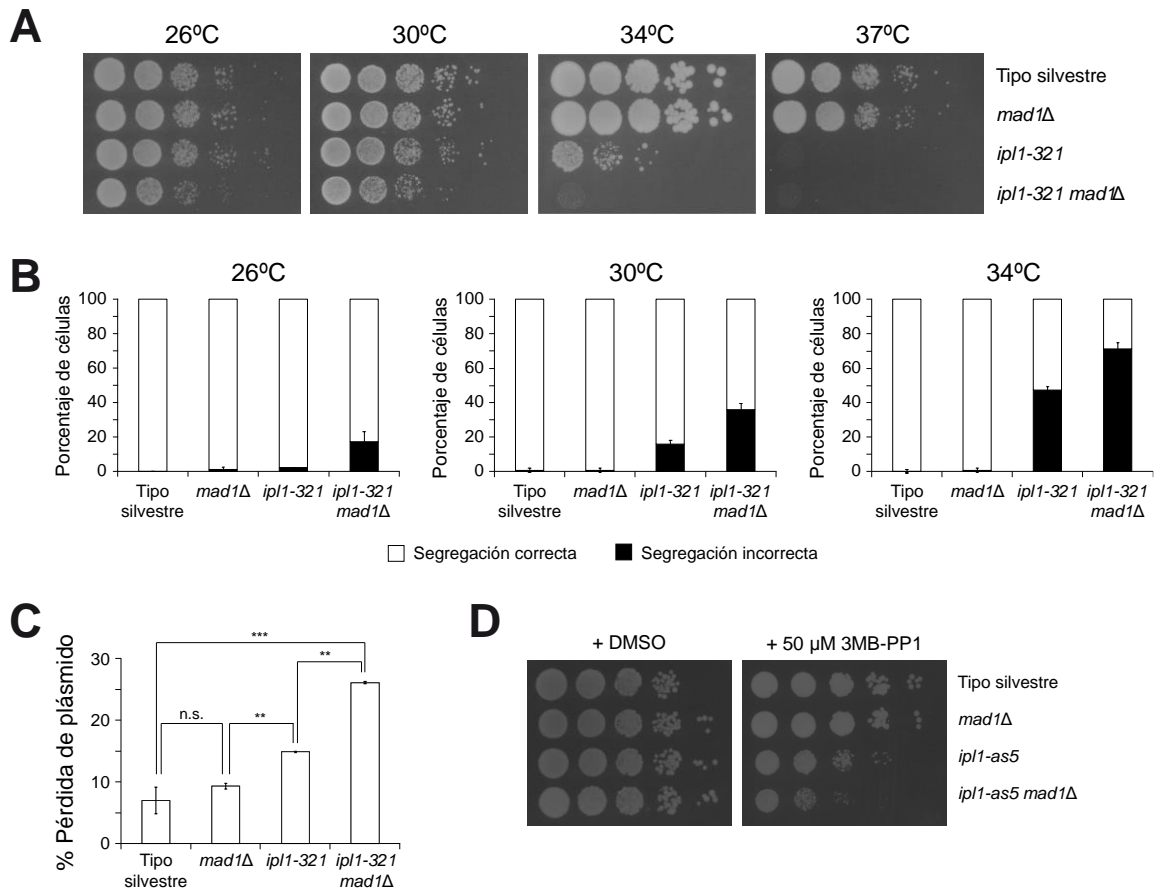 A
26ºC
30ºC
34ºC
37ºC
Tipo silvestre
mad1Δ
ipl1-321
ipl1-321 mad1Δ
B
26ºC
Porcentaje de células
100
80
60
40
20
0
Tipo silvestre
mad1Δ
ipl1-321
ipl1-321 mad1Δ
30ºC
Porcentaje de células
100
80
60
40
20
0
Tipo silvestre
mad1Δ
ipl1-321
ipl1-321 mad1Δ
34ºC
Porcentaje de células
100
80
60
40
20
0
Tipo silvestre
mad1Δ
ipl1-321
ipl1-321 mad1Δ
Segregación correcta
Segregación incorrecta
C
% Pérdida de plásmido
30
20
10
0
***
**
n.s.
**
Tipo silvestre
mad1Δ
ipl1-321
ipl1-321 mad1Δ
D
+ DMSO
+ 50 µM 3MB-PP1
Tipo silvestre
mad1Δ
ipl1-as5
ipl1-as5 mad1Δ